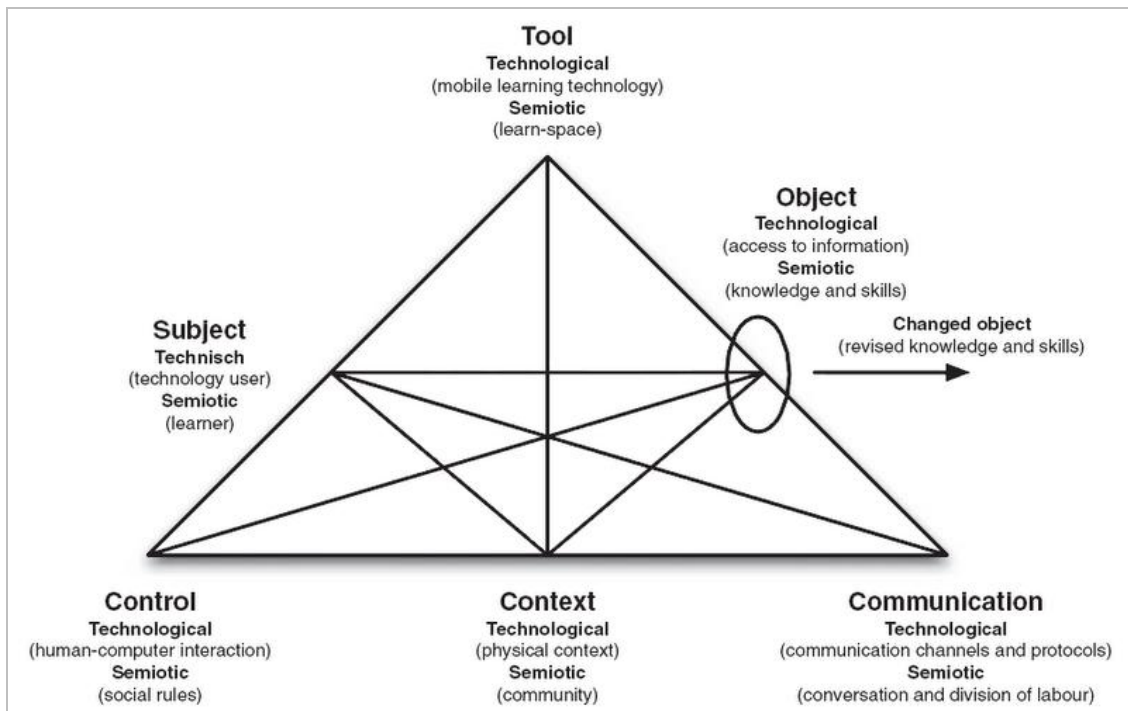 Tool
Technological
(mobile learning technology)
Semiotic
(learn-space)
Object
Technological
(access to information)
Semiotic
(knowledge and skills)
Changed object
(revised knowledge and skills)
Subject
Technisch
(technology user)
Semiotic
(learner)
Control
Technological
(human-computer interaction)
Semiotic
(social rules)
Context
Technological
(physical context)
Semiotic
(community)
Communication
Technological
(communication channels and protocols)
Semiotic
(conversation and division of labour)